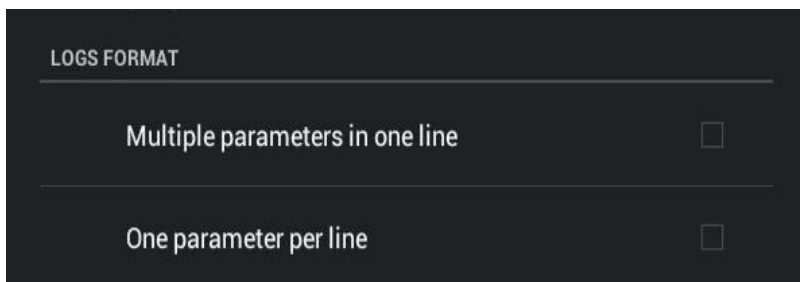 LOGS FORMAT
Multiple parameters in one line
One parameter per line